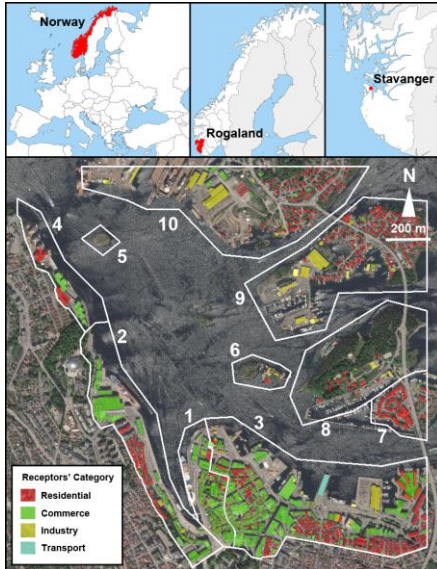 Norway
Rogaland
Stavanger
N
200 m
4
10
5
9
2
6
1
3
8
7
Receptors' Category
Residential
Commerce
Industry
Transport